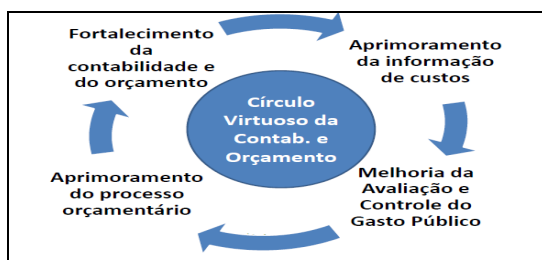 Fortalecimento
da
contabilidade e
do orçamento
Aprimoramento
da informação
de custos
Círculo
Virtuoso da
Contab. e
Orçamento
Aprimoramento
do processo
orçamentário
Melhoria da
Avaliação e
Controle do
Gasto Público